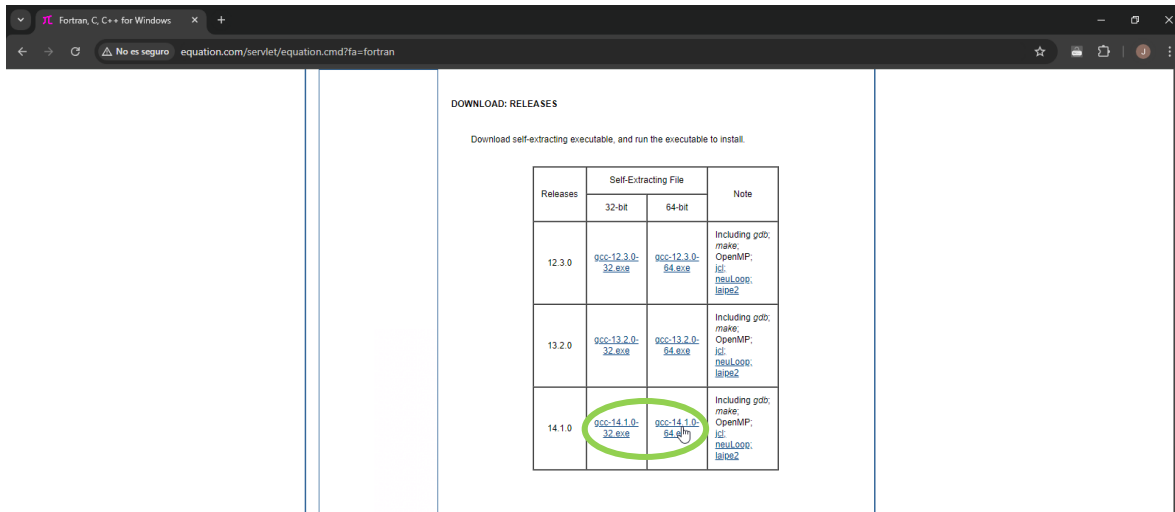 Fortran, C, C++ for Windows
No es seguro equation.com/servlet/equation.cmd?fa=fortran
J
DOWNLOAD: RELEASES
Download self-extracting executable, and run the executable to install.
Releases
Self-Extracting File
Note
32-bit
64-bit
12.3.0
gcc-12.3.0-
32.exe
gcc-12.3.0-
64.exe
Including gdb;
make;
OpenMP;
jcl;
neuLoop;
laipe2
13.2.0
gcc-13.2.0-
32.exe
gcc-13.2.0-
64.exe
Including gdb;
make;
OpenMP;
jcl;
neuLoop;
laipe2
14.1.0
gcc-14.1.0-
32.exe
gcc-14.1.0-
64.e
Including gdb;
make;
OpenMP;
jcl;
neuLoop;
laipe2